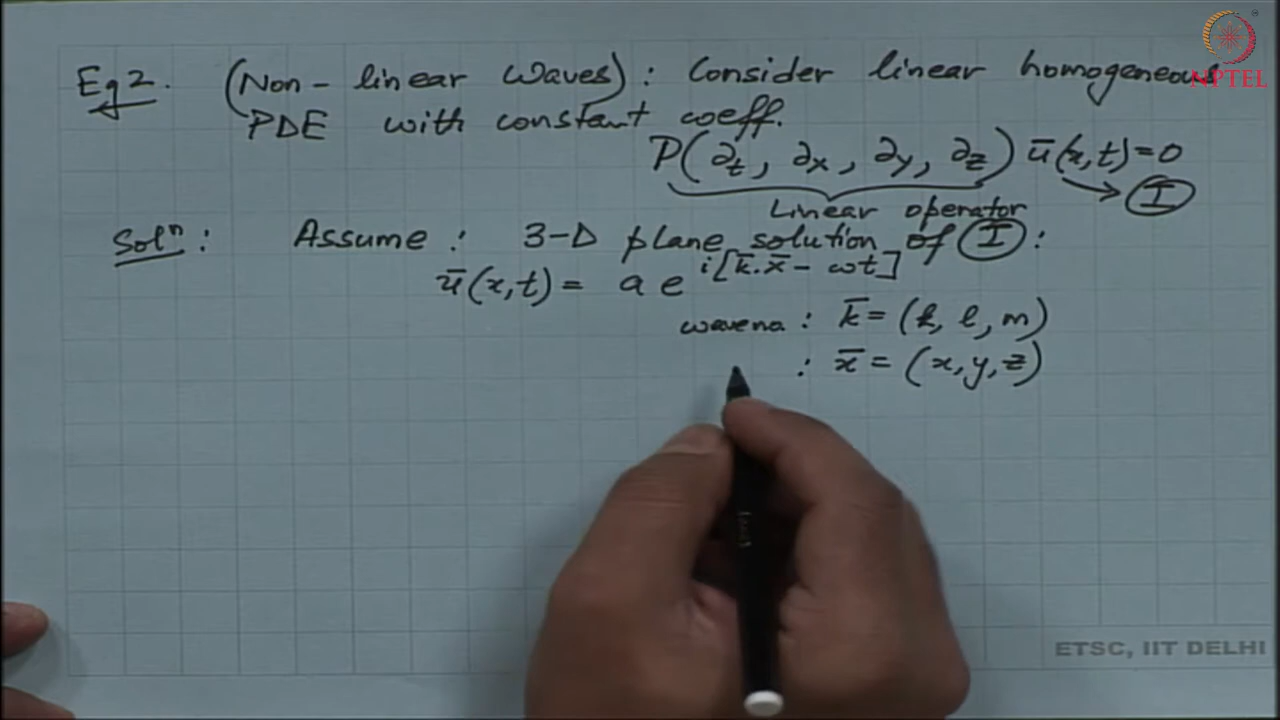 Eg 2. (Non-linear Waves): Consider linear homogeneous
PDE with constant coeff.
P(∂t, ∂x, ∂y, ∂z) ū(x,t)=0
→ I
Linear operator
Solⁿ: Assume: 3-D plane solution of I:
ū(x,t) = a e^{i[k̄.x̄ - ωt]}
: k̄ = (k, l, m)
: x̄ = (x, y, z)
NPTEL
ETSC, IIT DELHI